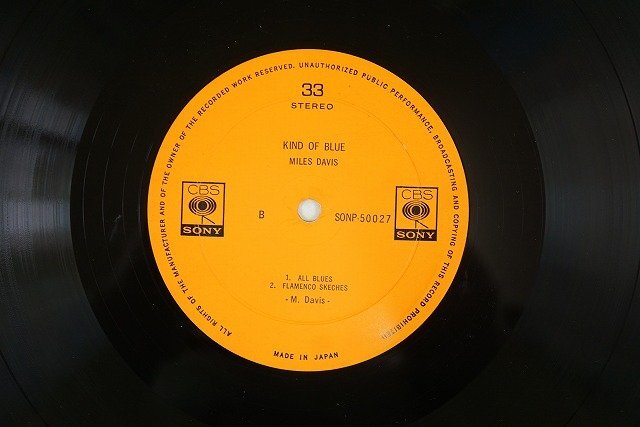 ALL RIGHTS OF THE MANUFACTURER AND OF THE OWNER OF THE RECORDED WORK RESERVED. UNAUTHORIZED PUBLIC PERFORMANCE, BROADCASTING AND COPYING OF THIS RECORD PROHIBITED
33
STEREO
KIND OF BLUE
MILES DAVIS
CBS
SONY
B
SONP-50027
CBS
SONY
1. ALL BLUES
2. FLAMENCO SKECHES
- M. Davis -
MADE IN JAPAN